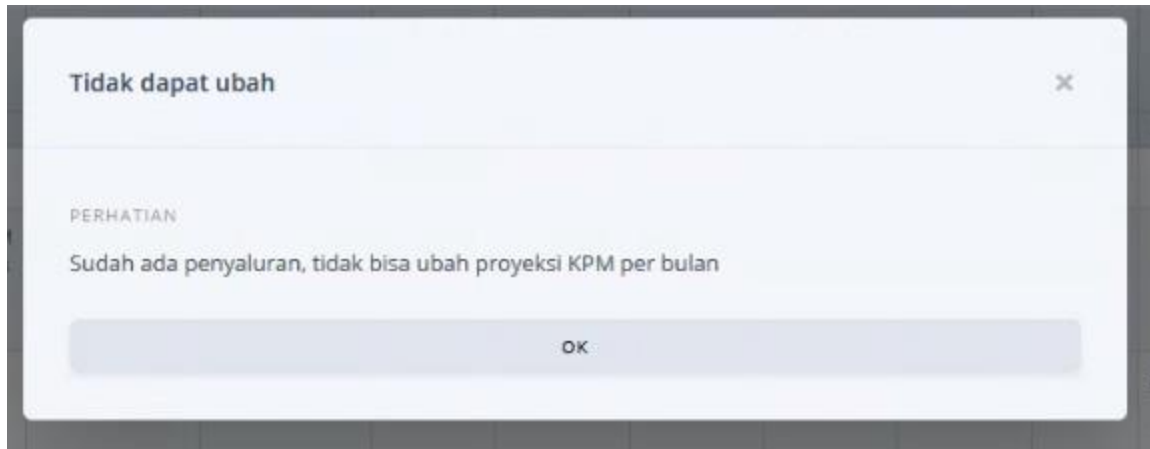 Tidak dapat ubah
×
PERHATIAN
Sudah ada penyaluran, tidak bisa ubah proyeksi KPM per bulan
OK